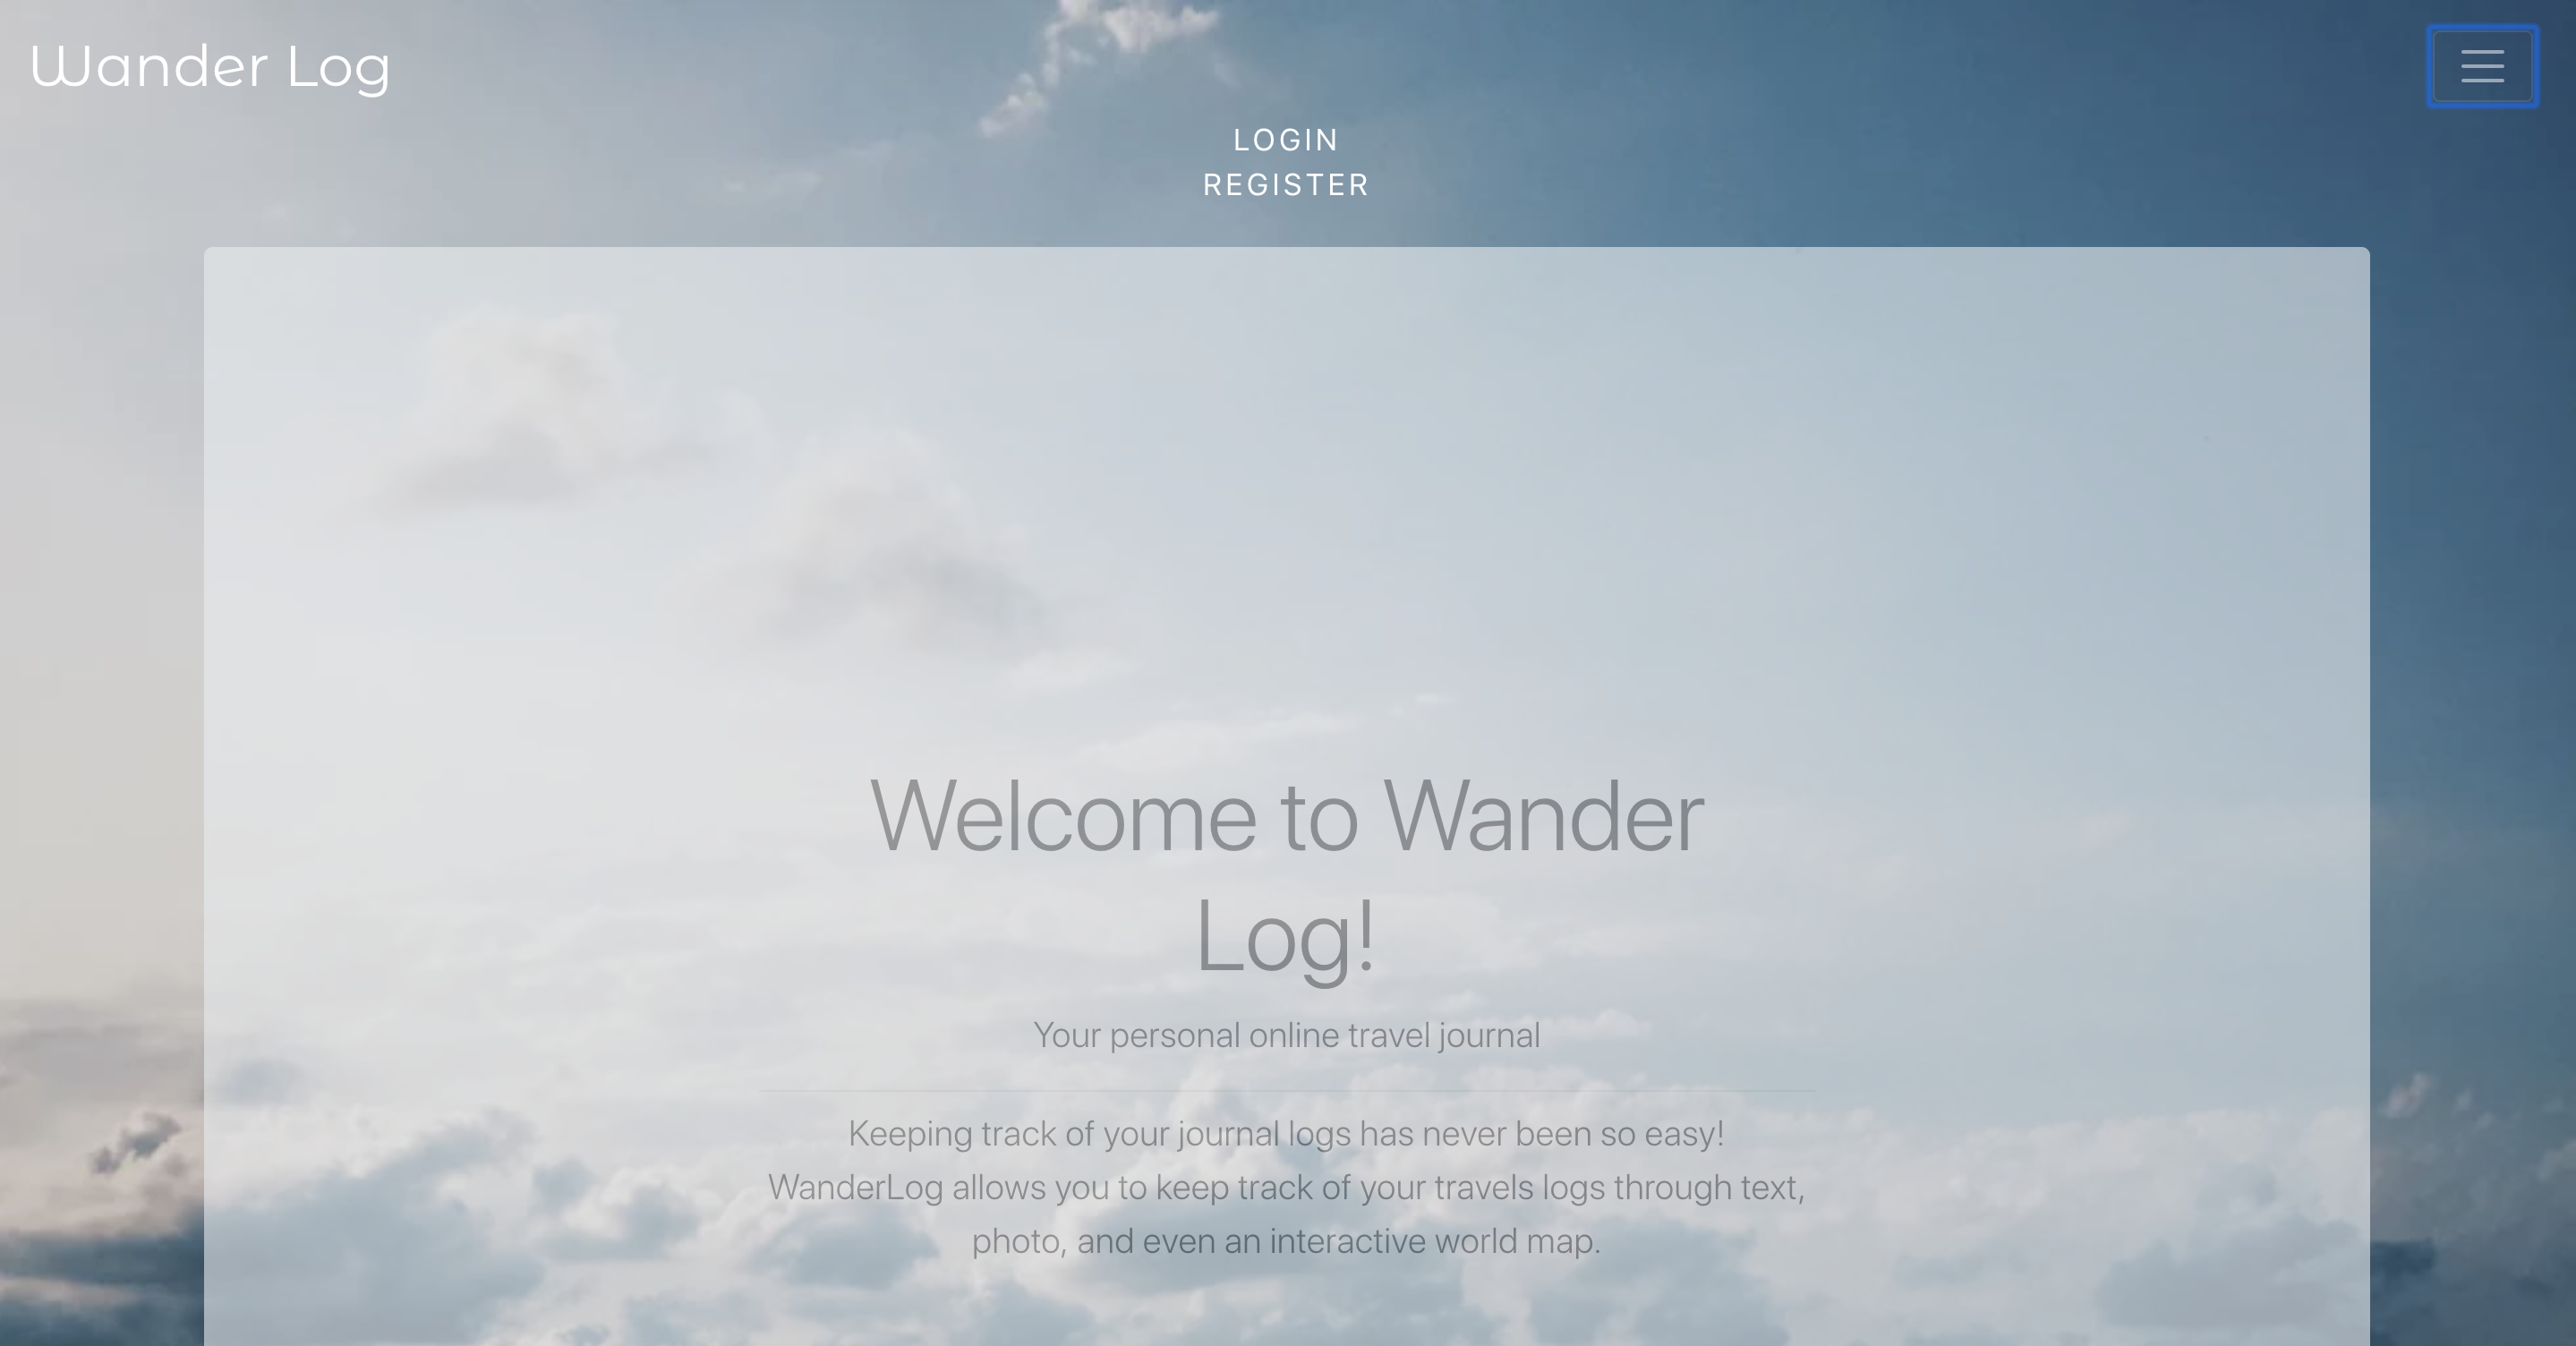 Wander Log
LOGIN
REGISTER
Welcome to Wander
Log!
Your personal online travel journal
Keeping track of your journal logs has never been so easy!
WanderLog allows you to keep track of your travels logs through text,
photo, and even an interactive world map.